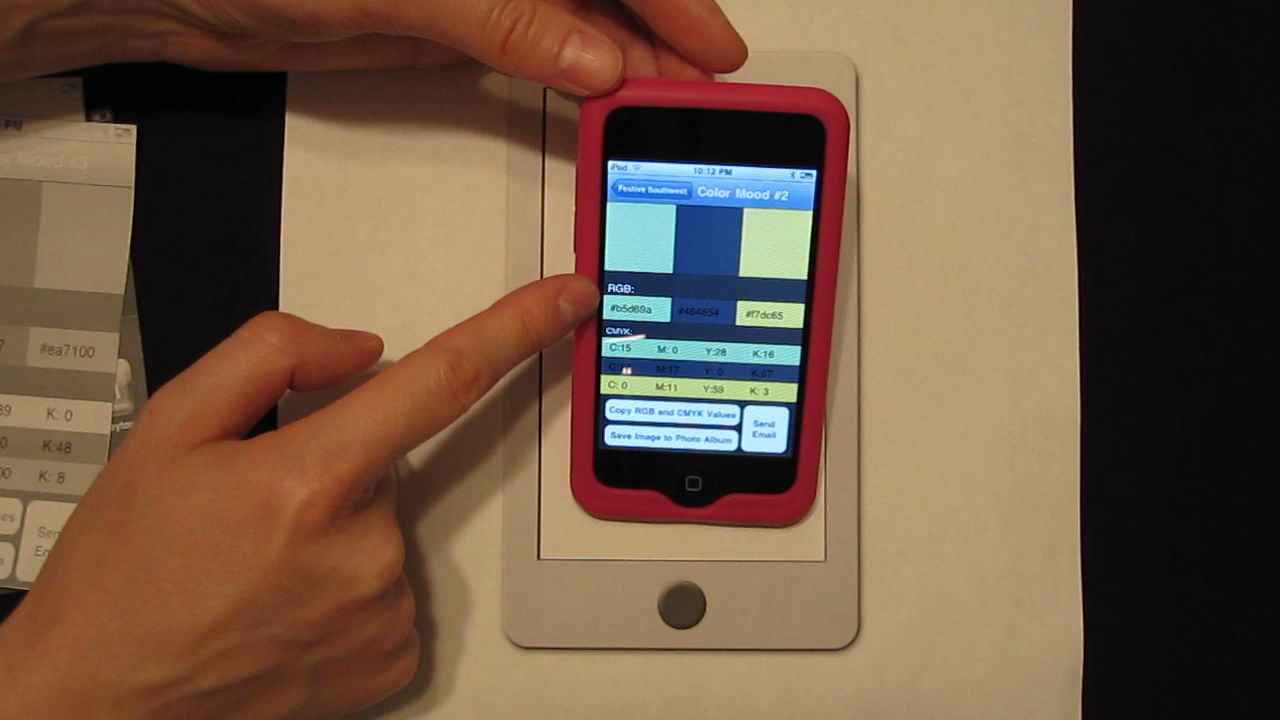 iPod 10:12 PM
Festive Southwest Color Mood #2
RGB:
#b5d69a #464654 #f7dc65
CMYK:
C:15 M: 0 Y:28 K:16
M:17 Y: 0 K:67
C: 0 M:11 Y:59 K: 3
Copy RGB and CMYK Values
Save Image to Photo Album
Send
Email
PM
Mood #3
#ea7100
K: 0
K:48
K: 8